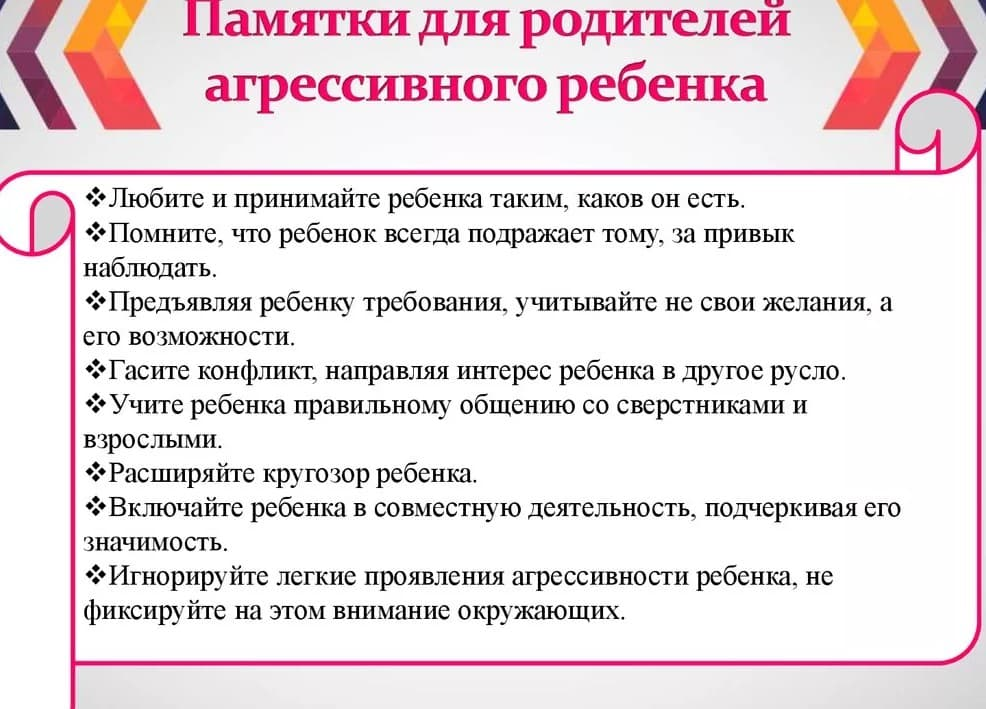 Памятки для родителей
агрессивного ребенка
❖Любите и принимайте ребенка таким, каков он есть.
❖Помните, что ребенок всегда подражает тому, за привык
наблюдать.
❖Предъявляя ребенку требования, учитывайте не свои желания, а
его возможности.
❖Гасите конфликт, направляя интерес ребенка в другое русло.
❖Учите ребенка правильному общению со сверстниками и
взрослыми.
❖Расширяйте кругозор ребенка.
❖Включайте ребенка в совместную деятельность, подчеркивая его
значимость.
❖Игнорируйте легкие проявления агрессивности ребенка, не
фиксируйте на этом внимание окружающих.